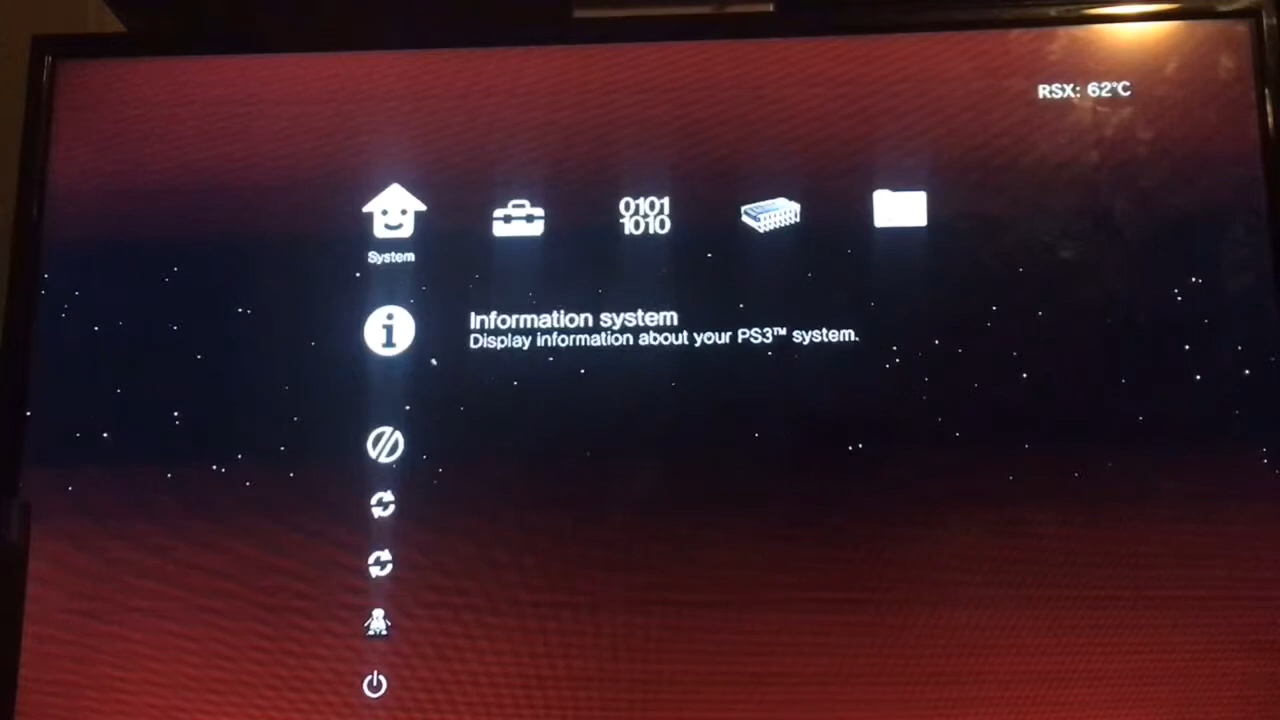 RSX: 62°C
0101
1010
System
Information system
Display information about your PS3™ system.